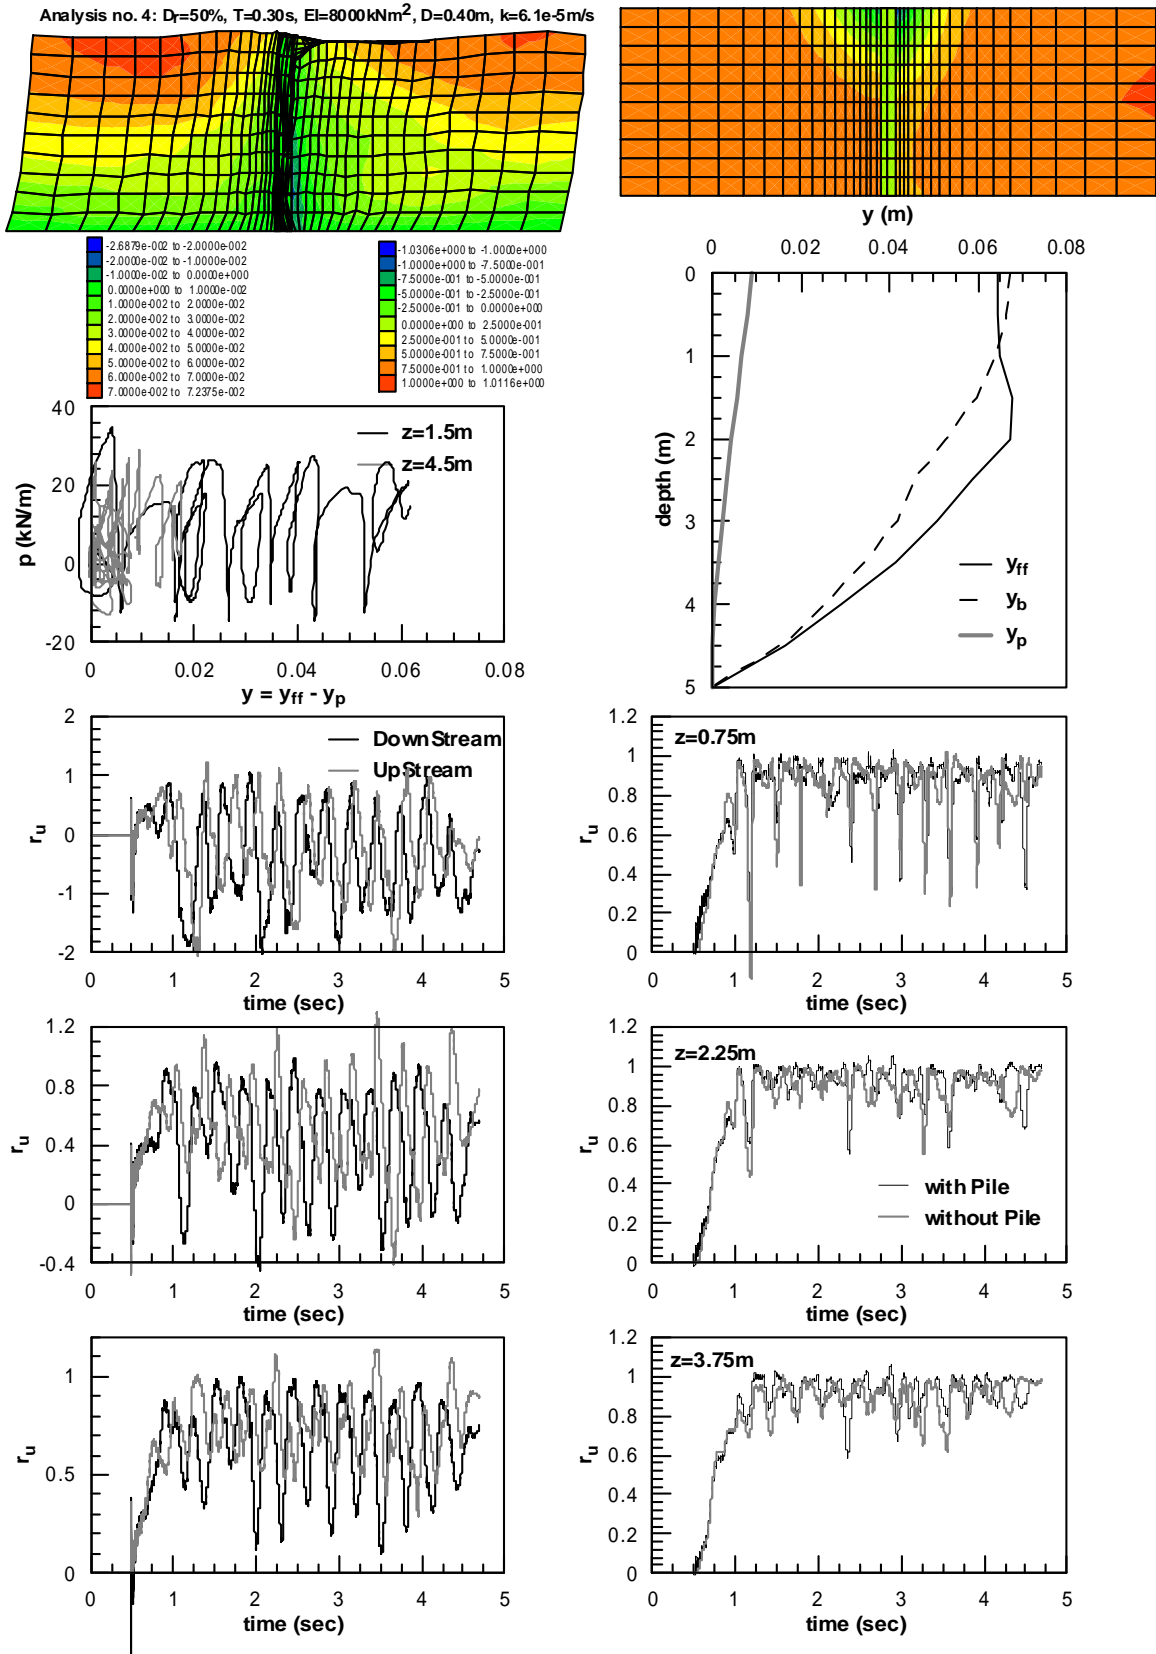 Analysis no. 4: Dr=50%, T=0.30s, EI=8000kNm², D=0.40m, k=6.1e-5m/s
-2.6879e-002 to -2.0000e-002
-2.0000e-002 to -1.0000e-002
-1.0000e-002 to 0.0000e+000
0.0000e+000 to 1.0000e-002
1.0000e-002 to 2.0000e-002
2.0000e-002 to 3.0000e-002
3.0000e-002 to 4.0000e-002
4.0000e-002 to 5.0000e-002
5.0000e-002 to 6.0000e-002
6.0000e-002 to 7.0000e-002
7.0000e-002 to 7.2375e-002
-1.0306e+000 to -1.0000e+000
-1.0000e+000 to -7.5000e-001
-7.5000e-001 to -5.0000e-001
-5.0000e-001 to -2.5000e-001
-2.5000e-001 to 0.0000e+000
0.0000e+000 to 2.5000e-001
2.5000e-001 to 5.0000e-001
5.0000e-001 to 7.5000e-001
7.5000e-001 to 1.0000e+000
1.0000e+000 to 1.0116e+000
y (m)
0 0.02 0.04 0.06 0.08
0
1
2
3
4
5
depth (m)
yff
yb
yp
40
20
0
-20
p (kN/m)
z=1.5m
z=4.5m
0 0.02 0.04 0.06 0.08
y = yff - yp
2
1
0
-1
-2
ru
DownStream
UpStream
0 1 2 3 4 5
time (sec)
1.2
1
0.8
0.6
0.4
0.2
0
ru
z=0.75m
0 1 2 3 4 5
time (sec)
1.2
0.8
0.4
0
-0.4
ru
0 1 2 3 4 5
time (sec)
1.2
1
0.8
0.6
0.4
0.2
0
ru
z=2.25m
with Pile
without Pile
0 1 2 3 4 5
time (sec)
1
0.5
0
ru
0 1 2 3 4 5
time (sec)
1.2
1
0.8
0.6
0.4
0.2
0
ru
z=3.75m
0 1 2 3 4 5
time (sec)